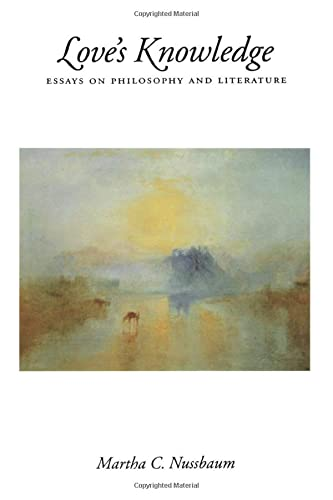 Copyrighted Material
Love's Knowledge
ESSAYS ON PHILOSOPHY AND LITERATURE
Martha C. Nussbaum
Copyrighted Material